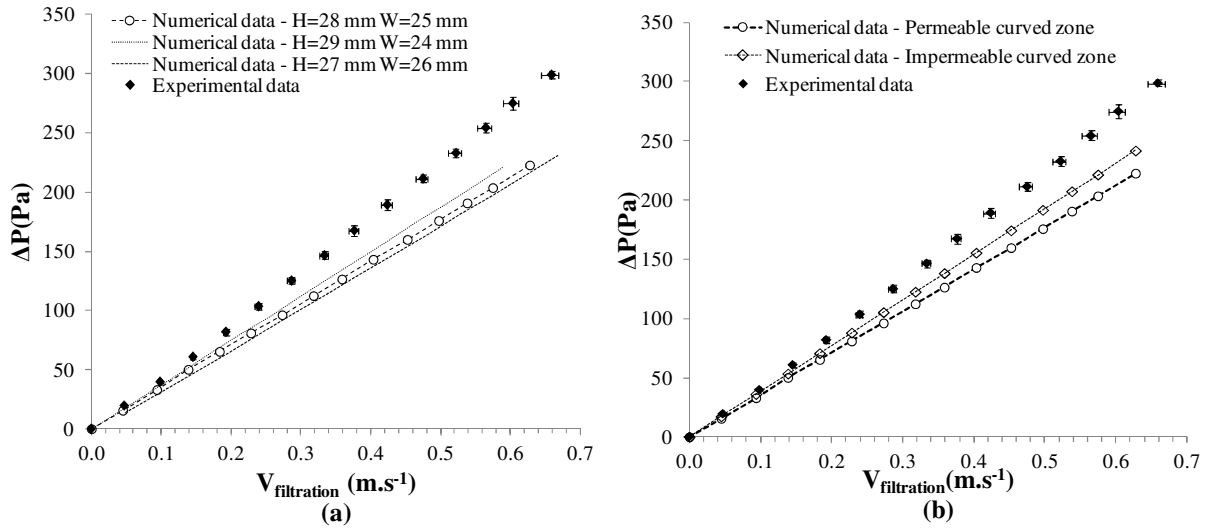 350
Numerical data - H=28 mm W=25 mm
Numerical data - H=29 mm W=24 mm
Numerical data - H=27 mm W=26 mm
Experimental data
300
250
200
150
100
50
0
ΔP(Pa)
0.0 0.1 0.2 0.3 0.4 0.5 0.6 0.7
V_filtration (m.s⁻¹)
(a)
350
Numerical data - Permeable curved zone
Numerical data - Impermeable curved zone
Experimental data
300
250
200
150
100
50
0
ΔP(Pa)
0.0 0.1 0.2 0.3 0.4 0.5 0.6 0.7
V_filtration(m.s⁻¹)
(b)